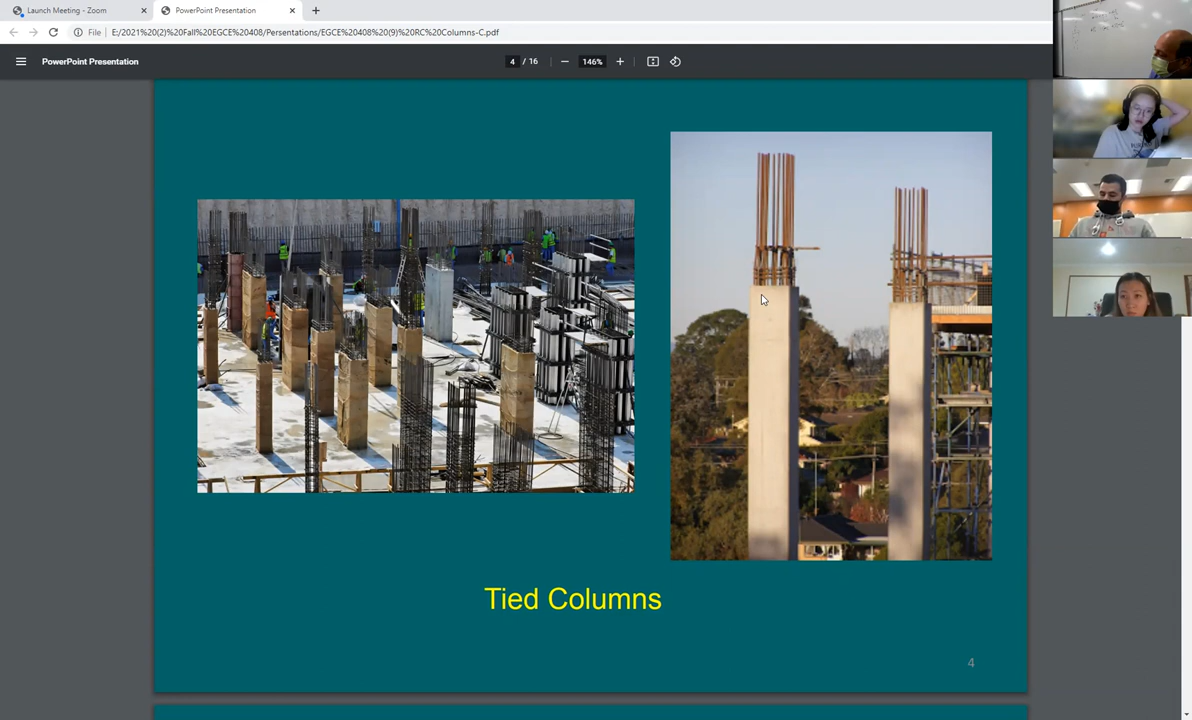 Launch Meeting - Zoom
PowerPoint Presentation
File
E:/2021%20(2)%20Fall%20EGCE%20408/Persentations/EGCE%20408%20(9)%20RC%20Columns-C.pdf
PowerPoint Presentation
4 / 16
146%
Tied Columns
4